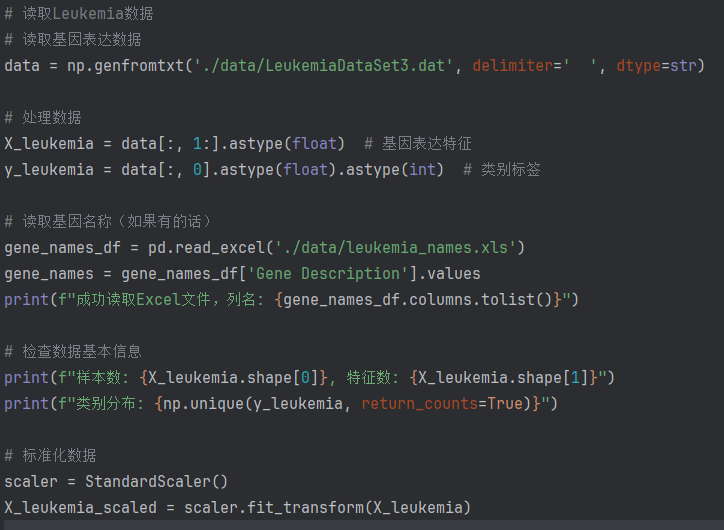 # 读取Leukemia数据
# 读取基因表达数据
data = np.genfromtxt('./data/LeukemiaDataSet3.dat', delimiter='  ', dtype=str)
# 处理数据
X_leukemia = data[:, 1:].astype(float)  # 基因表达特征
y_leukemia = data[:, 0].astype(float).astype(int)  # 类别标签
# 读取基因名称（如果有的话）
gene_names_df = pd.read_excel('./data/leukemia_names.xls')
gene_names = gene_names_df['Gene Description'].values
print(f"成功读取Excel文件，列名: {gene_names_df.columns.tolist()}")
# 检查数据基本信息
print(f"样本数: {X_leukemia.shape[0]}, 特征数: {X_leukemia.shape[1]}")
print(f"类别分布: {np.unique(y_leukemia, return_counts=True)}")
# 标准化数据
scaler = StandardScaler()
X_leukemia_scaled = scaler.fit_transform(X_leukemia)